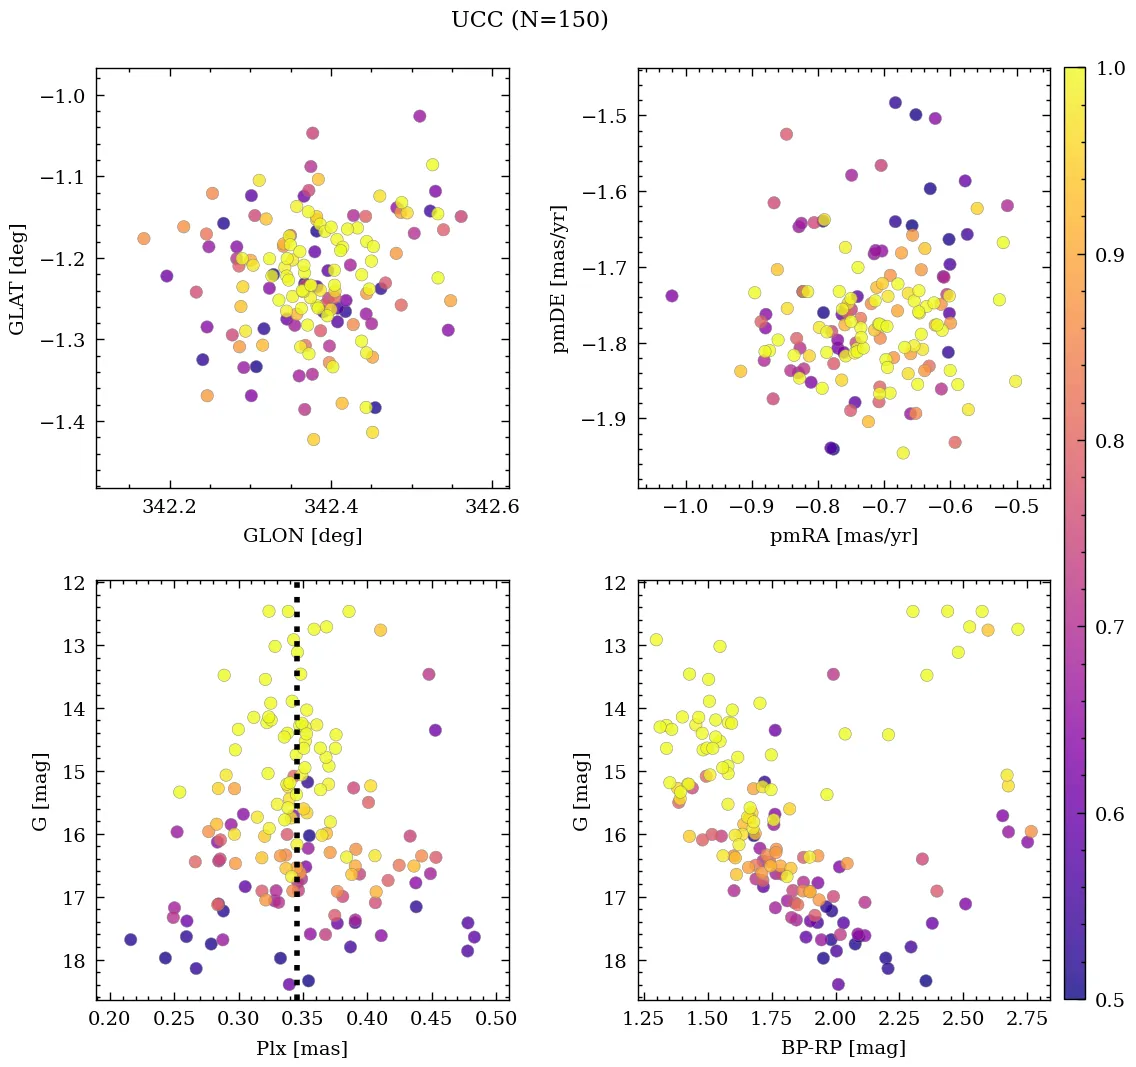 UCC (N=150)
−1.0
−1.1
−1.2
−1.3
−1.4
GLAT [deg]
342.2 342.4 342.6
GLON [deg]
−1.5
−1.6
−1.7
−1.8
−1.9
pmDE [mas/yr]
−1.0 −0.9 −0.8 −0.7 −0.6 −0.5
pmRA [mas/yr]
12
13
14
15
16
17
18
G [mag]
0.20 0.25 0.30 0.35 0.40 0.45 0.50
Plx [mas]
12
13
14
15
16
17
18
G [mag]
1.25 1.50 1.75 2.00 2.25 2.50 2.75
BP-RP [mag]
1.0
0.9
0.8
0.7
0.6
0.5